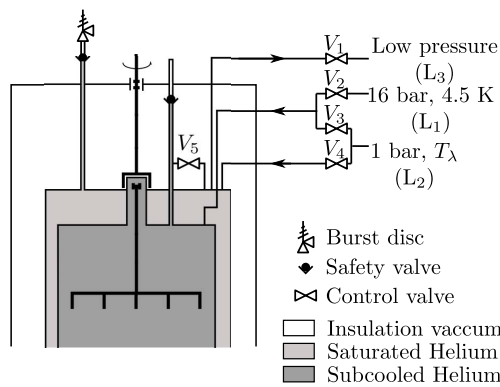 V₁ Low pressure
(L₃)
V₂
16 bar, 4.5 K
(L₁)
V₃
1 bar, T_λ
V₄
(L₂)
V₅
Burst disc
Safety valve
Control valve
Insulation vaccum
Saturated Helium
Subcooled Helium